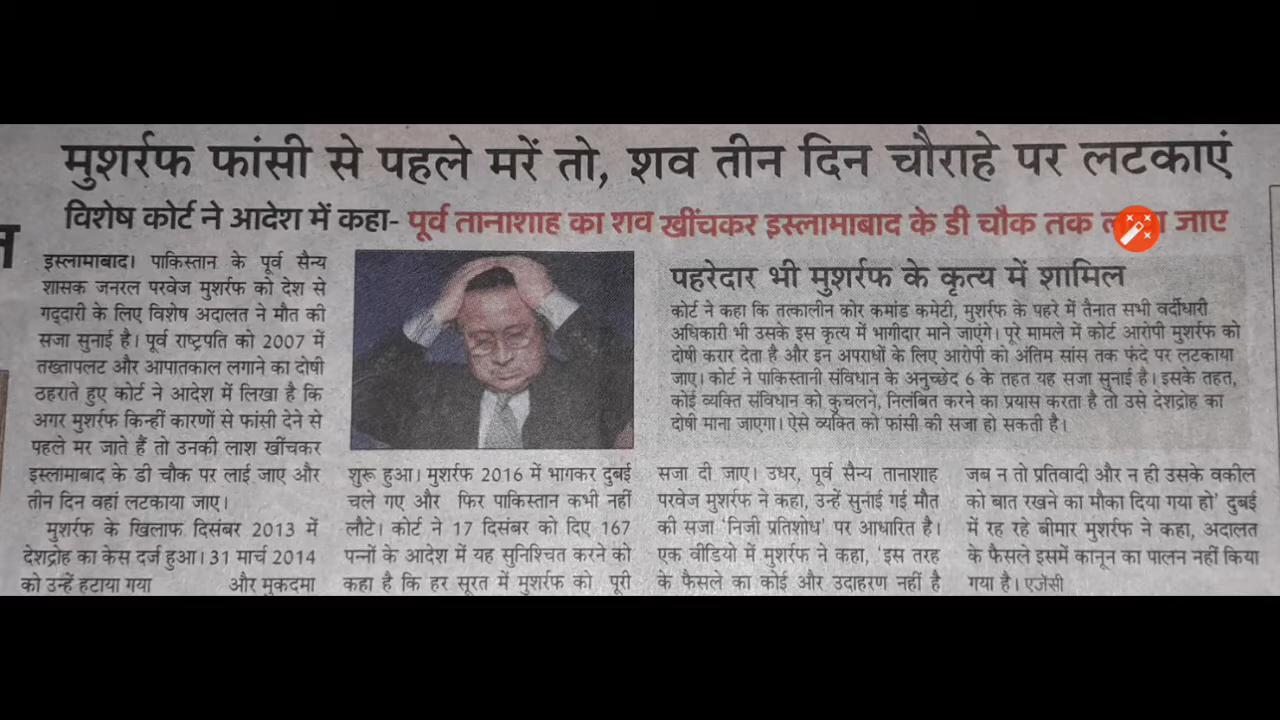 मुशर्रफ फांसी से पहले मरें तो, शव तीन दिन चौराहे पर लटकाएं
विशेष कोर्ट ने आदेश में कहा- पूर्व तानाशाह का शव खींचकर इस्लामाबाद के डी चौक तक जाए
इस्लामाबाद। पाकिस्तान के पूर्व सैन्य
शासक जनरल परवेज मुशर्रफ को देश से
गद्दारी के लिए विशेष अदालत ने मौत की
सजा सुनाई है। पूर्व राष्ट्रपति को 2007 में
तख्तापलट और आपातकाल लगाने का दोषी
ठहराते हुए कोर्ट ने आदेश में लिखा है कि
अगर मुशर्रफ किन्हीं कारणों से फांसी देने से
पहले मर जाते हैं तो उनकी लाश खींचकर
इस्लामाबाद के डी चौक पर लाई जाए और
तीन दिन वहां लटकाया जाए।
मुशर्रफ के खिलाफ दिसंबर 2013 में
देशद्रोह का केस दर्ज हुआ। 31 मार्च 2014
को उन्हें हटाया गया और मुकदमा
शुरू हुआ। मुशर्रफ 2016 में भागकर दुबई
चले गए और फिर पाकिस्तान कभी नहीं
लौटे। कोर्ट ने 17 दिसंबर को दिए 167
पन्नों के आदेश में यह सुनिश्चित करने को
कहा है कि हर सूरत में मुशर्रफ को पूरी
सजा दी जाए। उधर, पूर्व सैन्य तानाशाह
परवेज मुशर्रफ ने कहा, उन्हें सुनाई गई मौत
की सजा 'निजी प्रतिशोध' पर आधारित है।
एक वीडियो में मुशर्रफ ने कहा, 'इस तरह
के फैसले का कोई और उदाहरण नहीं है
जब न तो प्रतिवादी और न ही उसके वकील
को बात रखने का मौका दिया गया हो' दुबई
में रह रहे बीमार मुशर्रफ ने कहा, अदालत
के फैसले इसमें कानून का पालन नहीं किया
गया है। एजेंसी
पहरेदार भी मुशर्रफ के कृत्य में शामिल
कोर्ट ने कहा कि तत्कालीन कोर कमांड कमेटी, मुशर्रफ के पहरे में तैनात सभी वर्दीधारी
अधिकारी भी उसके इस कृत्य में भागीदार माने जाएंगे। पूरे मामले में कोर्ट आरोपी मुशर्रफ को
दोषी करार देता है और इन अपराधों के लिए आरोपी को अंतिम सांस तक फंदे पर लटकाया
जाए। कोर्ट ने पाकिस्तानी संविधान के अनुच्छेद 6 के तहत यह सजा सुनाई है। इसके तहत,
कोई व्यक्ति संविधान को कुचलने, निलंबित करने का प्रयास करता है तो उसे देशद्रोह का
दोषी माना जाएगा। ऐसे व्यक्ति को फांसी की सजा हो सकती है।